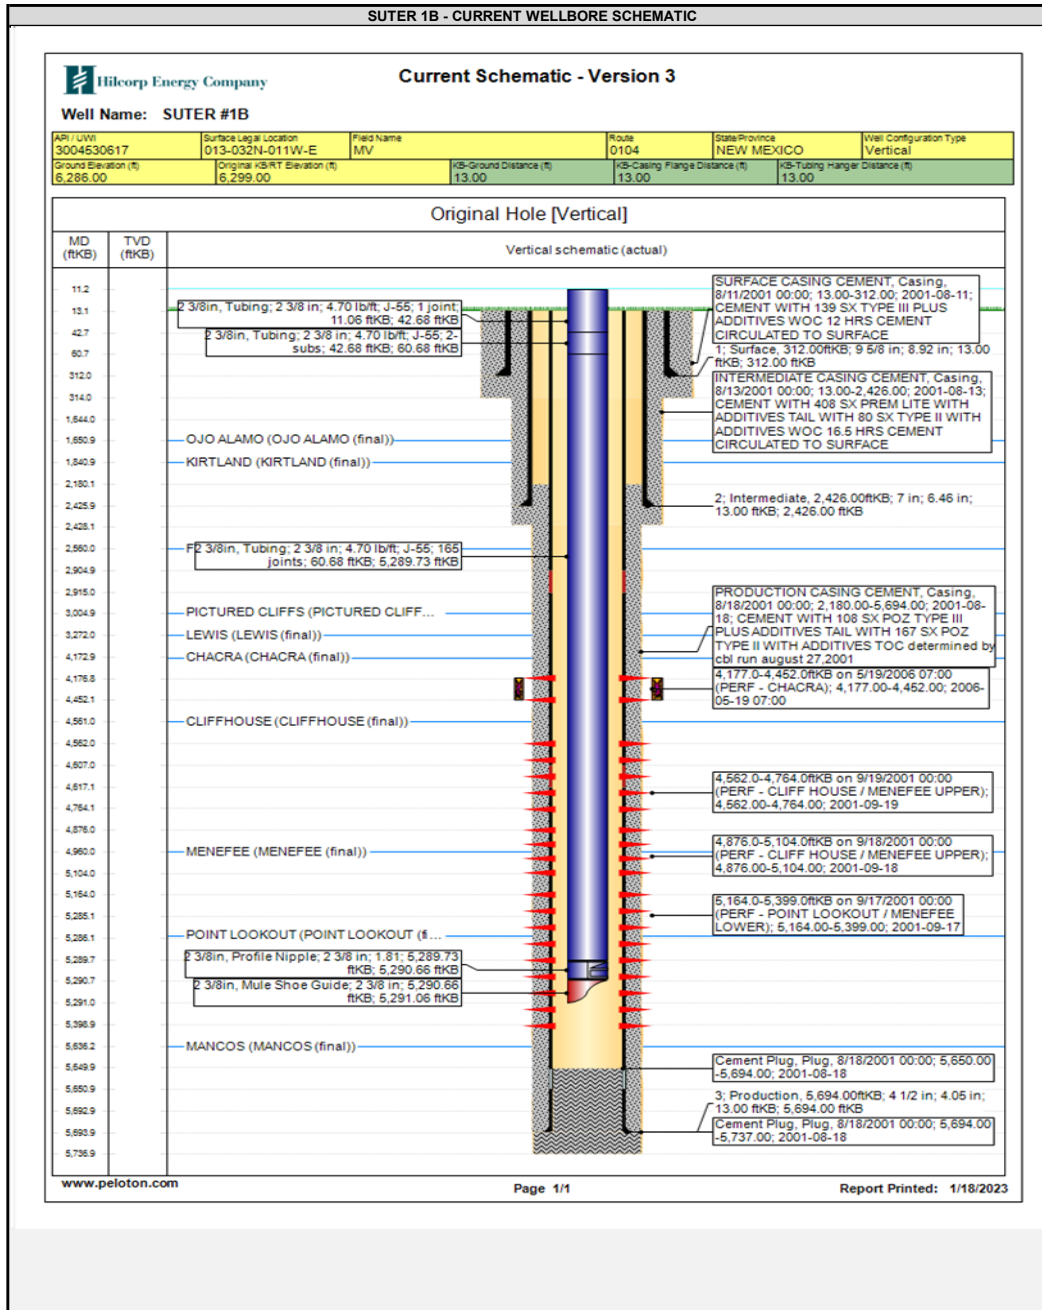 SUTER 1B - CURRENT WELLBORE SCHEMATIC
Hilcorp Energy Company
Current Schematic - Version 3
Well Name: SUTER #1B
API / UWI
3004530617
Surface Legal Location
013-032N-011W-E
Field Name
MV
Route
0104
State/Province
NEW MEXICO
Well Configuration Type
Vertical
Ground Elevation (ft)
6,286.00
Original KB/RT Elevation (ft)
6,299.00
KB-Ground Distance (ft)
13.00
KB-Casing Flange Distance (ft)
13.00
KB-Tubing Hanger Distance (ft)
13.00
Original Hole [Vertical]
MD
(ftKB)
TVD
(ftKB)
Vertical schematic (actual)
11.2
13.1
42.7
60.7
312.0
314.0
1,644.0
1,650.9
1,840.9
2,180.1
2,425.9
2,428.1
2,560.0
2,904.9
2,915.0
3,004.9
3,272.0
4,172.9
4,176.8
4,452.1
4,561.0
4,562.0
4,607.0
4,617.1
4,764.1
4,876.0
4,960.0
5,104.0
5,164.0
5,285.1
5,286.1
5,289.7
5,290.7
5,291.0
5,398.9
5,636.2
5,649.9
5,650.9
5,692.9
5,693.9
5,736.9
2 3/8in, Tubing; 2 3/8 in; 4.70 lb/ft; J-55; 1 joint;
11.06 ftKB; 42.68 ftKB
2 3/8in, Tubing; 2 3/8 in; 4.70 lb/ft; J-55; 2-
subs; 42.68 ftKB; 60.68 ftKB
OJO ALAMO (OJO ALAMO (final))
KIRTLAND (KIRTLAND (final))
F
2 3/8in, Tubing; 2 3/8 in; 4.70 lb/ft; J-55; 165
joints; 60.68 ftKB; 5,289.73 ftKB
PICTURED CLIFFS (PICTURED CLIFF...
LEWIS (LEWIS (final))
CHACRA (CHACRA (final))
CLIFFHOUSE (CLIFFHOUSE (final))
MENEFEE (MENEFEE (final))
POINT LOOKOUT (POINT LOOKOUT (fi...
2 3/8in, Profile Nipple; 2 3/8 in; 1.81; 5,289.73
ftKB; 5,290.66 ftKB
2 3/8in, Mule Shoe Guide; 2 3/8 in; 5,290.66
ftKB; 5,291.06 ftKB
MANCOS (MANCOS (final))
SURFACE CASING CEMENT, Casing,
8/11/2001 00:00; 13.00-312.00; 2001-08-11;
CEMENT WITH 139 SX TYPE III PLUS
ADDITIVES WOC 12 HRS CEMENT
CIRCULATED TO SURFACE
1; Surface, 312.00ftKB; 9 5/8 in; 8.92 in; 13.00
ftKB; 312.00 ftKB
INTERMEDIATE CASING CEMENT, Casing,
8/13/2001 00:00; 13.00-2,426.00; 2001-08-13;
CEMENT WITH 408 SX PREM LITE WITH
ADDITIVES TAIL WITH 80 SX TYPE II WITH
ADDITIVES WOC 16.5 HRS CEMENT
CIRCULATED TO SURFACE
2; Intermediate, 2,426.00ftKB; 7 in; 6.46 in;
13.00 ftKB; 2,426.00 ftKB
PRODUCTION CASING CEMENT, Casing,
8/18/2001 00:00; 2,180.00-5,694.00; 2001-08-
18; CEMENT WITH 108 SX POZ TYPE III
PLUS ADDITIVES TAIL WITH 167 SX POZ
TYPE II WITH ADDITIVES TOC determined by
cbl run august 27,2001
4,177.0-4,452.0ftKB on 5/19/2006 07:00
(PERF - CHACRA); 4,177.00-4,452.00; 2006-
05-19 07:00
4,562.0-4,764.0ftKB on 9/19/2001 00:00
(PERF - CLIFF HOUSE / MENEFEE UPPER);
4,562.00-4,764.00; 2001-09-19
4,876.0-5,104.0ftKB on 9/18/2001 00:00
(PERF - CLIFF HOUSE / MENEFEE UPPER);
4,876.00-5,104.00; 2001-09-18
5,164.0-5,399.0ftKB on 9/17/2001 00:00
(PERF - POINT LOOKOUT / MENEFEE
LOWER); 5,164.00-5,399.00; 2001-09-17
Cement Plug, Plug, 8/18/2001 00:00; 5,650.00
-5,694.00; 2001-08-18
3; Production, 5,694.00ftKB; 4 1/2 in; 4.05 in;
13.00 ftKB; 5,694.00 ftKB
Cement Plug, Plug, 8/18/2001 00:00; 5,694.00
-5,737.00; 2001-08-18
www.peloton.com
Page 1/1
Report Printed: 1/18/2023